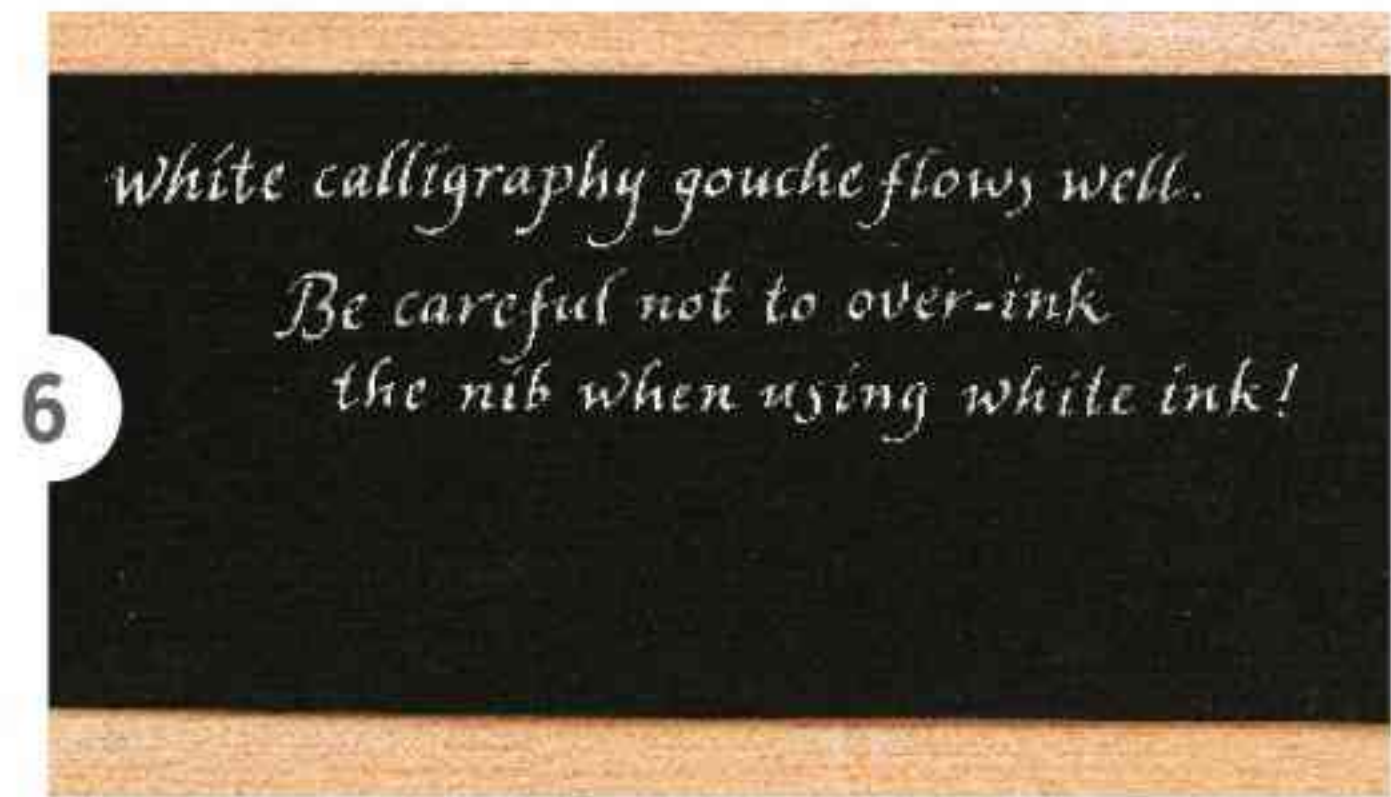 White calligraphy gouche flows well.
Be careful not to over-ink
the nib when using white ink!
6